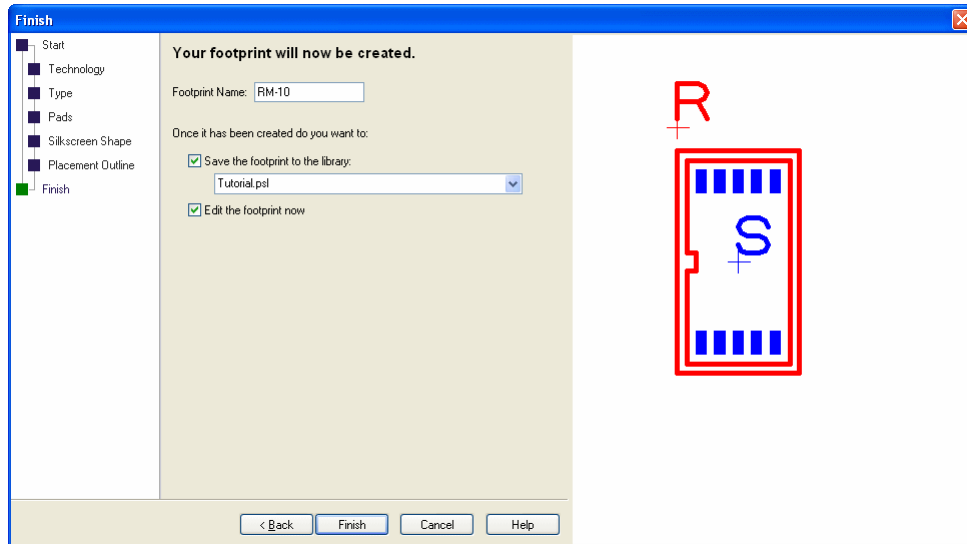 Finish
Start
Technology
Type
Pads
Silkscreen Shape
Placement Outline
Finish
Your footprint will now be created.
Footprint Name: RM-10
Once it has been created do you want to:
Save the footprint to the library:
Tutorial.psl
Edit the footprint now
R
S
< Back
Finish
Cancel
Help